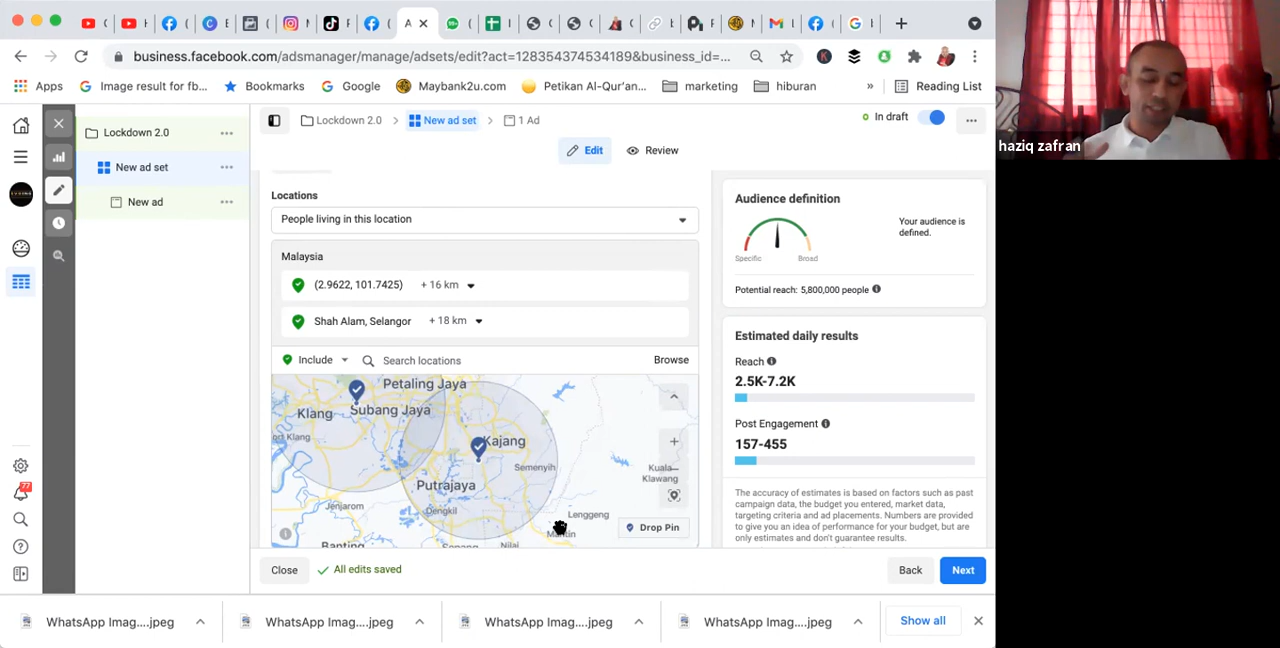 business.facebook.com/adsmanager/manage/adsets/edit?act=128354374534189&business_id=...
Apps
Image result for fb...
Bookmarks
Google
Maybank2u.com
Petikan Al-Qur'an...
marketing
hiburan
»
Reading List
haziq zafran
Lockdown 2.0
New ad set
New ad
Lockdown 2.0
New ad set
1 Ad
In draft
Edit
Review
Locations
People living in this location
Malaysia
(2.9622, 101.7425) + 16 km
Shah Alam, Selangor + 18 km
Include
Search locations
Browse
Petaling Jaya
Klang
Subang Jaya
Kajang
Semenyih
Kuala
Klawang
Putrajaya
Jenjarom
Dengkil
Lenggeng
Banting
Nilai
Drop Pin
Audience definition
Your audience is
defined.
Specific
Broad
Potential reach: 5,800,000 people
Estimated daily results
Reach
2.5K-7.2K
Post Engagement
157-455
The accuracy of estimates is based on factors such as past
campaign data, the budget you entered, market data,
targeting criteria and ad placements. Numbers are provided
to give you an idea of performance for your budget, but are
only estimates and don't guarantee results.
77
Close
All edits saved
Back
Next
WhatsApp Imag....jpeg
WhatsApp Imag....jpeg
WhatsApp Imag....jpeg
WhatsApp Imag....jpeg
Show all